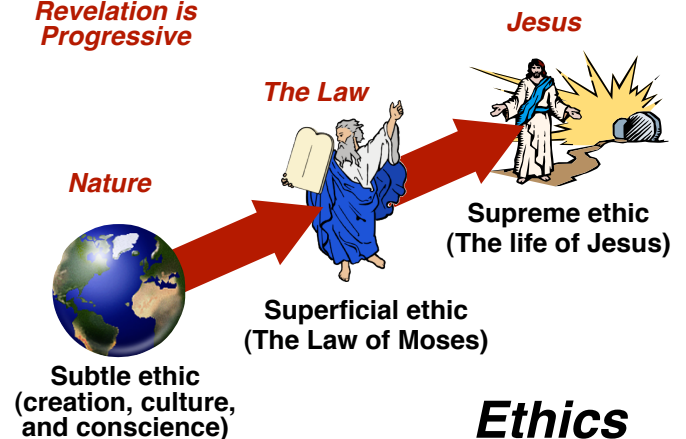 Revelation is
Progressive
Jesus
The Law
Nature
Supreme ethic
(The life of Jesus)
Superficial ethic
(The Law of Moses)
Subtle ethic
(creation, culture,
and conscience)
Ethics